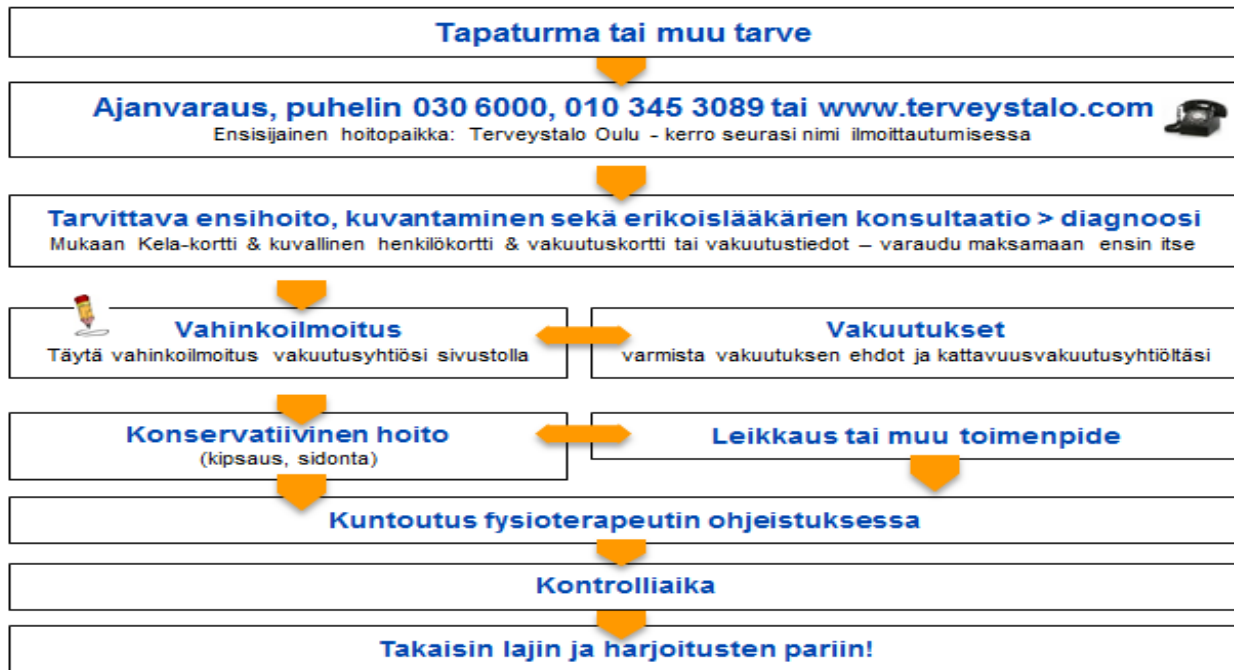 Tapaturma tai muu tarve
Ajanvaraus, puhelin 030 6000, 010 345 3089 tai www.terveystalo.com
Ensisijainen hoitopaikka: Terveystalo Oulu - kerro seurasi nimi ilmoittautumisessa
Tarvittava ensihoito, kuvantaminen sekä erikoislääkärien konsultaatio > diagnoosi
Mukaan Kela-kortti & kuvallinen henkilökortti & vakuutuskortti tai vakuutustiedot – varaudu maksamaan ensin itse
Vahinkoilmoitus
Täytä vahinkoilmoitus vakuutusyhtiösi sivustolla
Vakuutukset
varmista vakuutuksen ehdot ja kattavuusvakuutusyhtiöltäsi
Konservatiivinen hoito
(kipsaus, sidonta)
Leikkaus tai muu toimenpide
Kuntoutus fysioterapeutin ohjeistuksessa
Kontrolliaika
Takaisin lajin ja harjoitusten pariin!